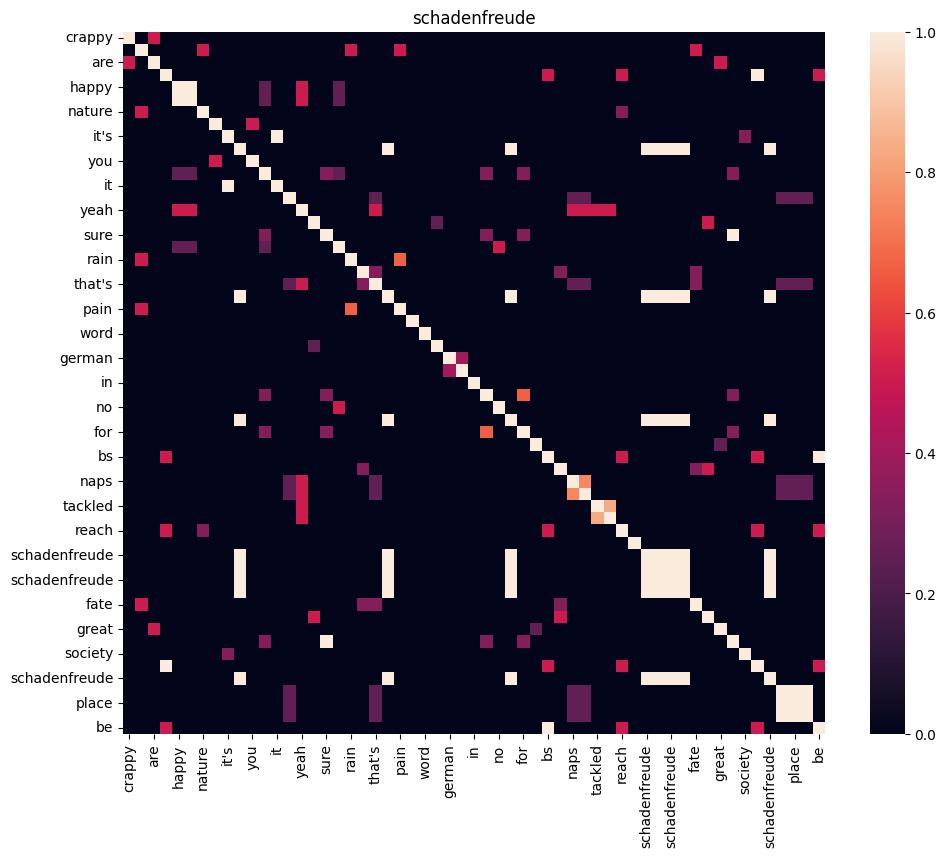 schadenfreude
crappy
are
happy
nature
it's
you
it
yeah
sure
rain
that's
pain
word
german
in
no
for
bs
naps
tackled
reach
schadenfreude
schadenfreude
fate
great
society
schadenfreude
place
be
crappy
are
happy
nature
it's
you
it
yeah
sure
rain
that's
pain
word
german
in
no
for
bs
naps
tackled
reach
schadenfreude
schadenfreude
fate
great
society
schadenfreude
place
be
1.0
0.8
0.6
0.4
0.2
0.0